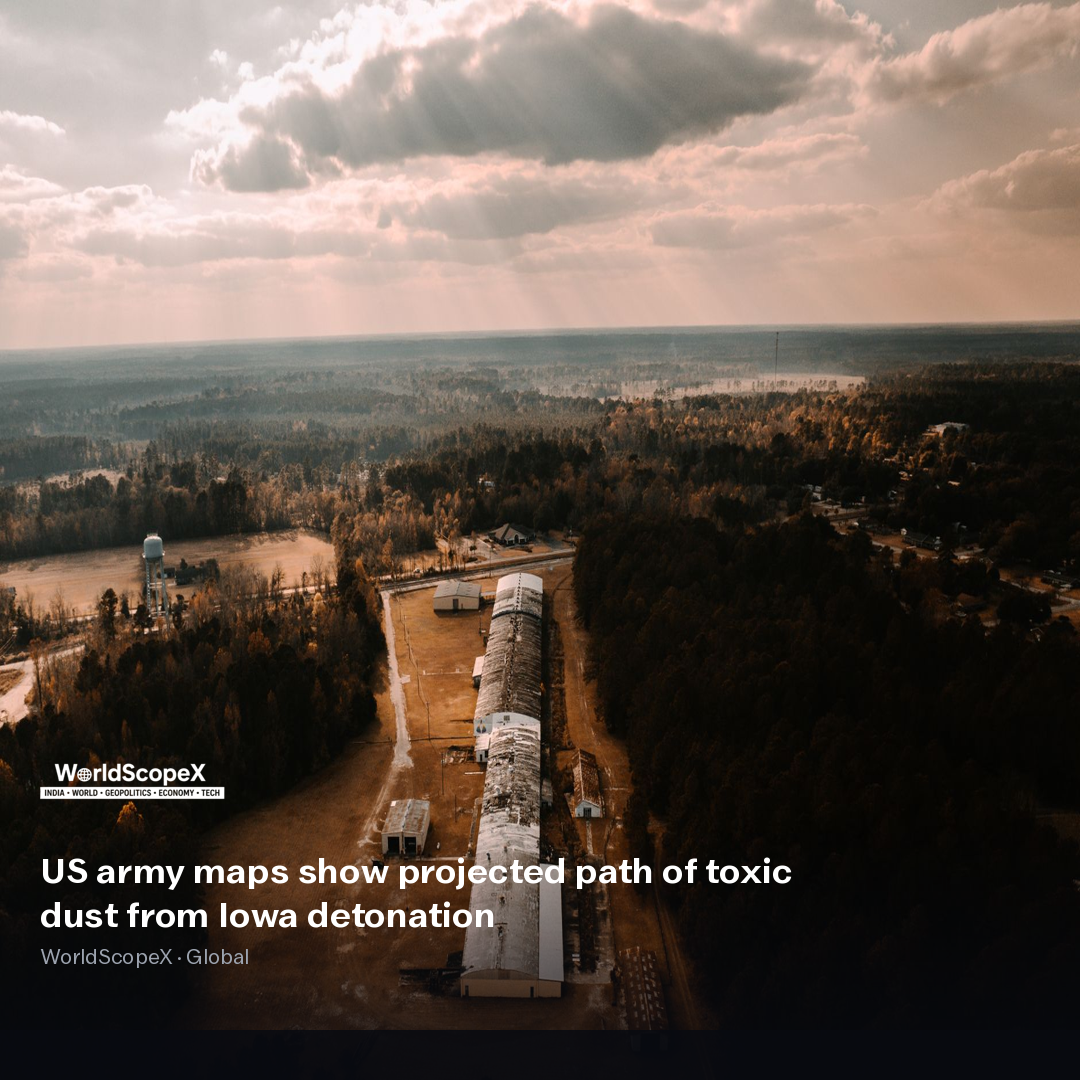 WorldScopeX
INDIA • WORLD • GEOPOLITICS • ECONOMY • TECH
US army maps show projected path of toxic
dust from Iowa detonation
WorldScopeX · Global